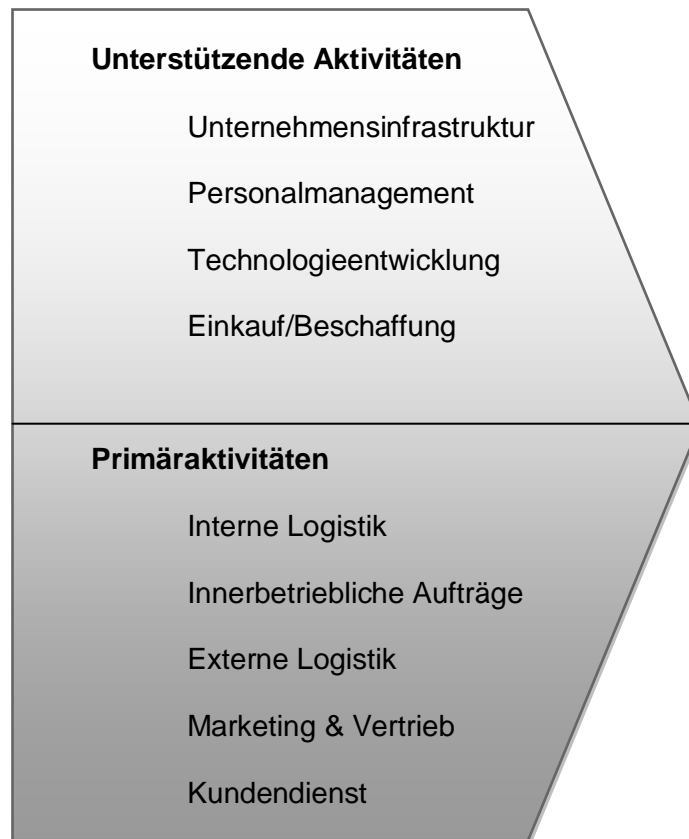 Unterstützende Aktivitäten
Unternehmensinfrastruktur
Personalmanagement
Technologieentwicklung
Einkauf/Beschaffung
Primäraktivitäten
Interne Logistik
Innerbetriebliche Aufträge
Externe Logistik
Marketing & Vertrieb
Kundendienst